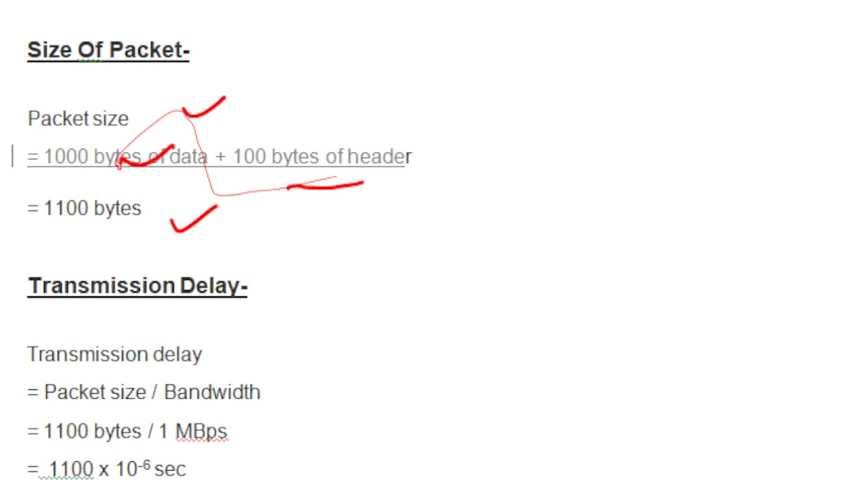 Size Of Packet-
Packet size
= 1000 bytes of data + 100 bytes of header
= 1100 bytes
Transmission Delay-
Transmission delay
= Packet size / Bandwidth
= 1100 bytes / 1 MBps
= 1100 x 10⁻⁶ sec